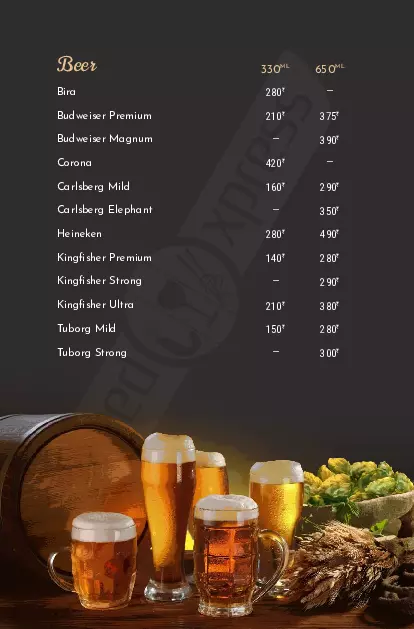 Beer 330ML 650ML
Bira 280₹ –
Budweiser Premium 210₹ 375₹
Budweiser Magnum – 390₹
Corona 420₹ –
Carlsberg Mild 160₹ 290₹
Carlsberg Elephant – 350₹
Heineken 280₹ 490₹
Kingfisher Premium 140₹ 280₹
Kingfisher Strong – 290₹
Kingfisher Ultra 210₹ 380₹
Tuborg Mild 150₹ 280₹
Tuborg Strong – 300₹
xpress